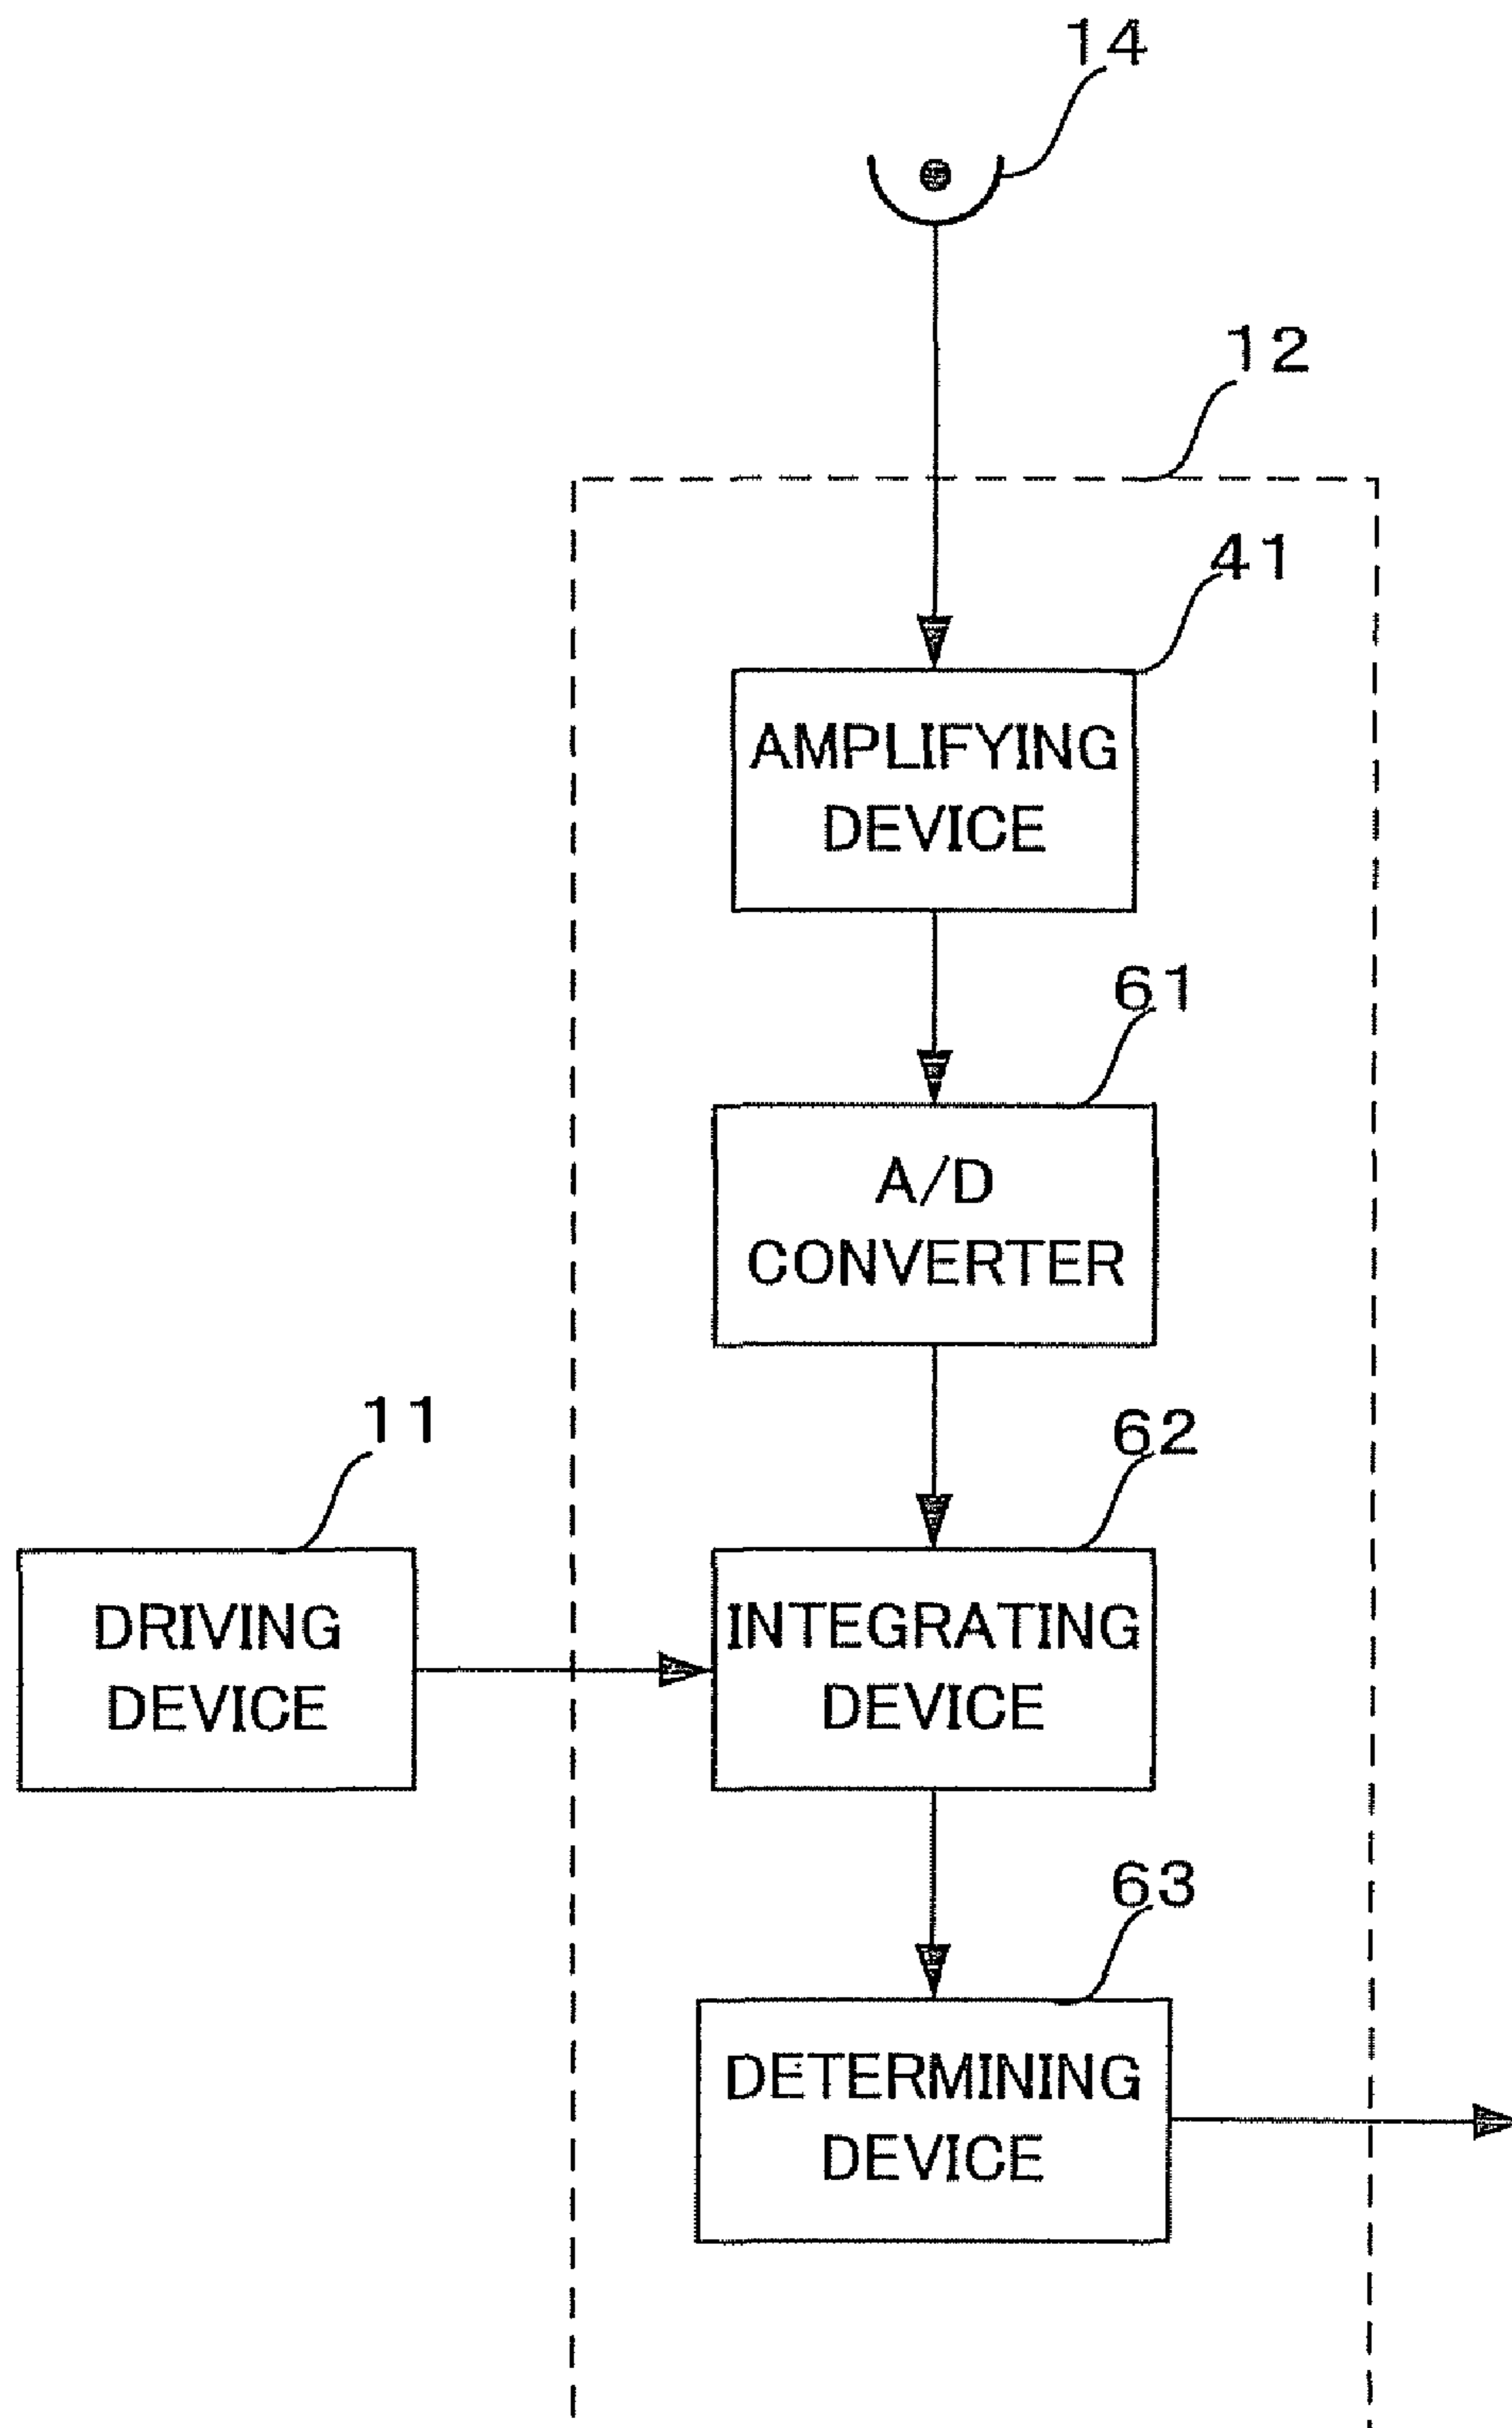 14
12
41
AMPLIFYING
DEVICE
61
A/D
CONVERTER
11
62
DRIVING
DEVICE
INTEGRATING
DEVICE
63
DETERMINING
DEVICE